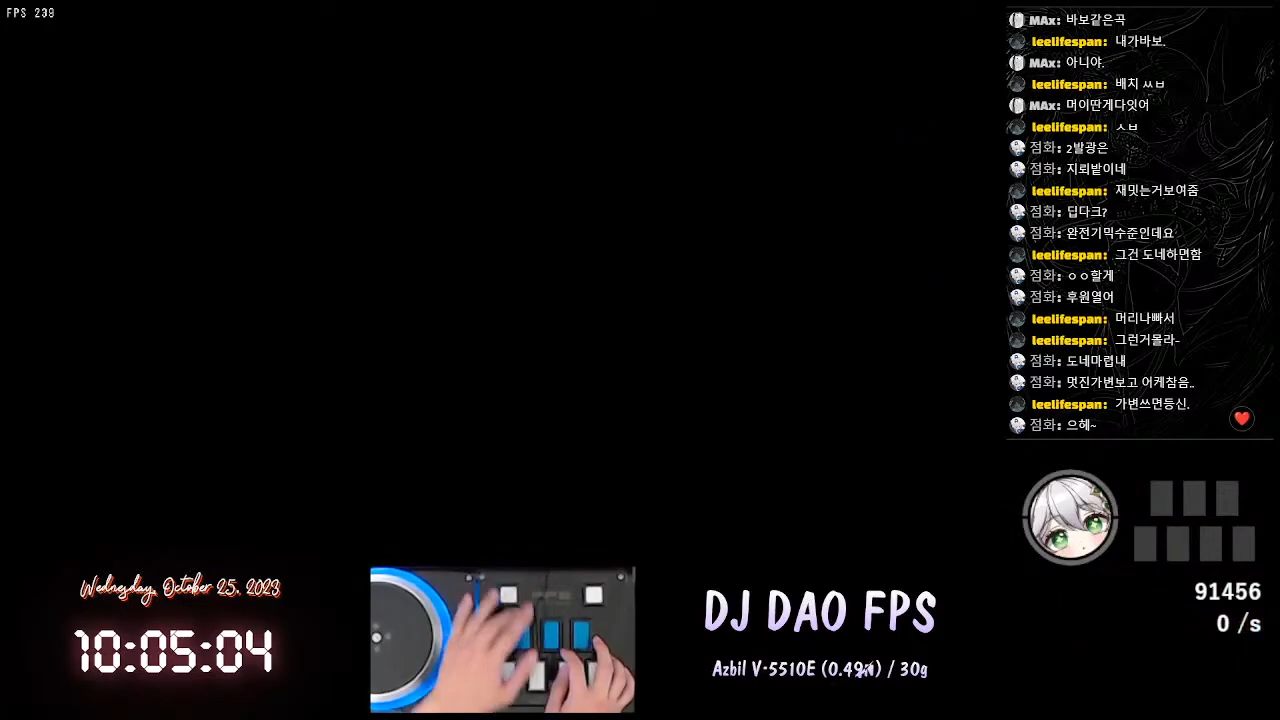 FPS 239
MAx: 바보같은곡
leelifespan: 내가바보.
MAx: 아니야.
leelifespan: 배치 ㅆㅂ
MAx: 머이딴게다잇어
leelifespan: ㅅㅂ
점화: 2발광은
점화: 지뢰밭이네
leelifespan: 재밋는거보여줌
점화: 딥다크?
점화: 완전기믹수준인데요
leelifespan: 그건 도네하면함
점화: ㅇㅇ할게
점화: 후원열어
leelifespan: 머리나빠서
leelifespan: 그런거몰라~
점화: 도네마렵내
점화: 멋진가변보고 어케참음..
leelifespan: 가변쓰면등신.
점화: 으헤~
Wednesday, October 25, 2023
10:05:04
DJ DAO FPS
Azbil V-5510E (0.49N) / 30g
91456
0 /s